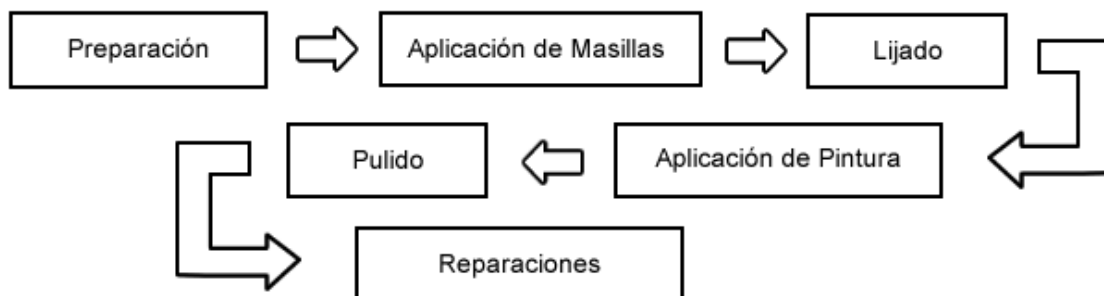 Preparación
Aplicación de Masillas
Lijado
Aplicación de Pintura
Pulido
Reparaciones